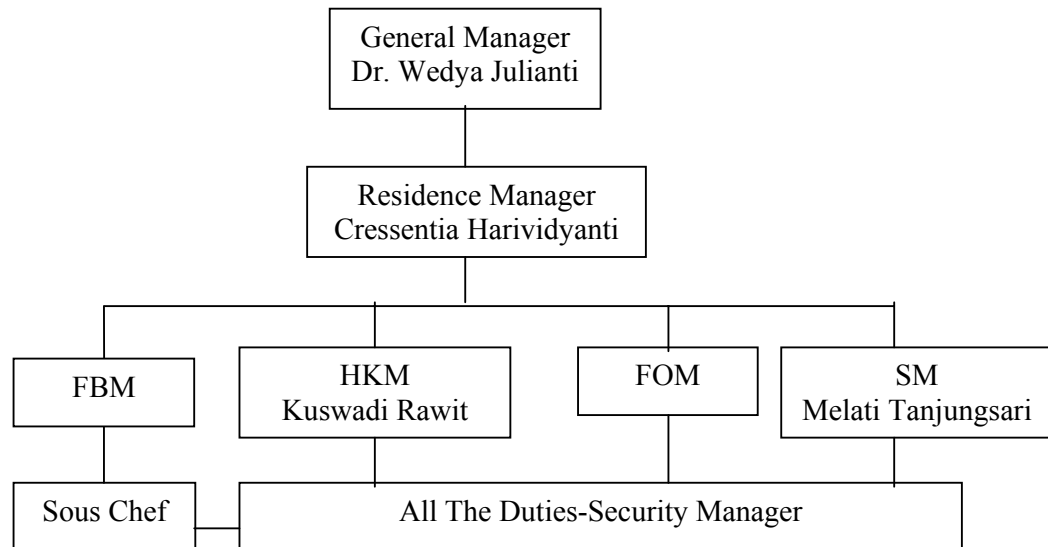 General Manager
Dr. Wedya Julianti
Residence Manager
Cressentia Harividyanti
FBM
HKM
Kuswadi Rawit
FOM
SM
Melati Tanjungsari
Sous Chef
All The Duties-Security Manager